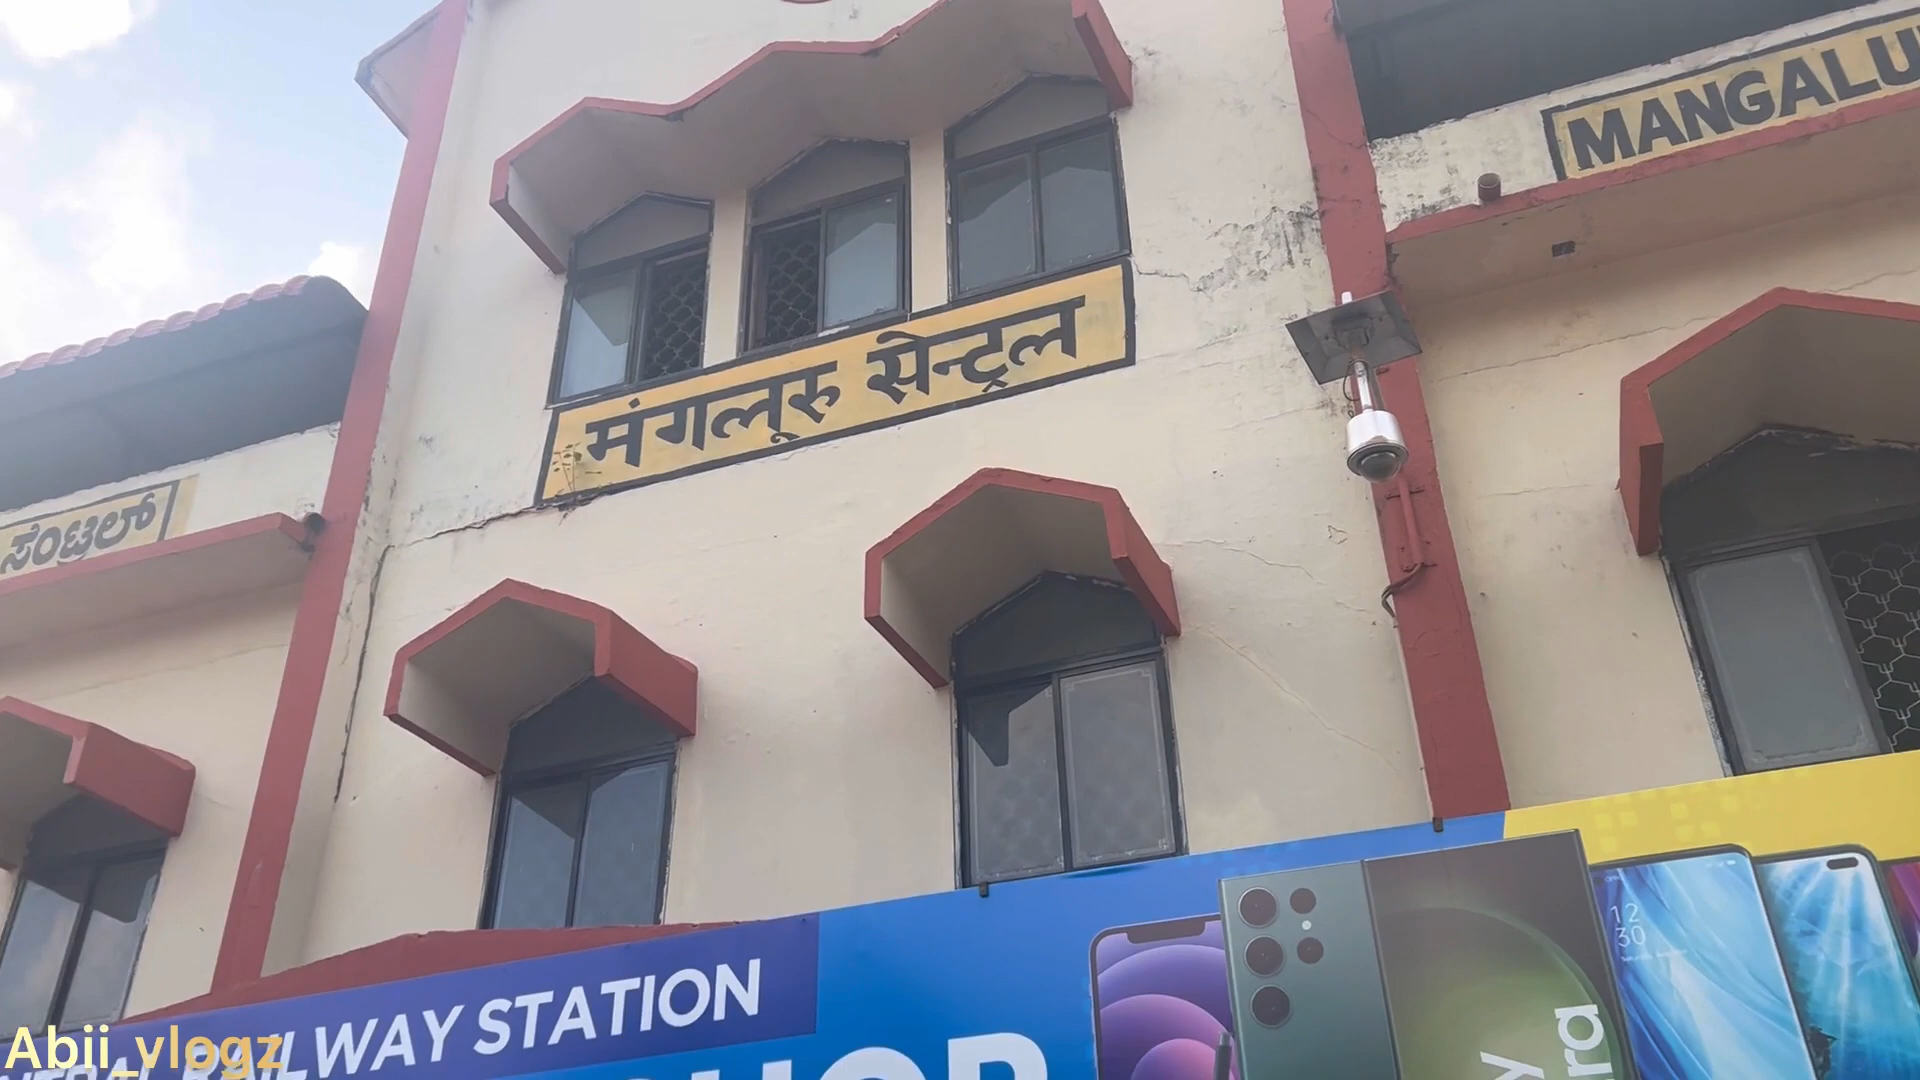 MANGALU
मंगलूरु सेन्ट्रल
ಸೆಂಟ್ರಲ್
RAILWAY STATION
12
30
Abii_vlogz